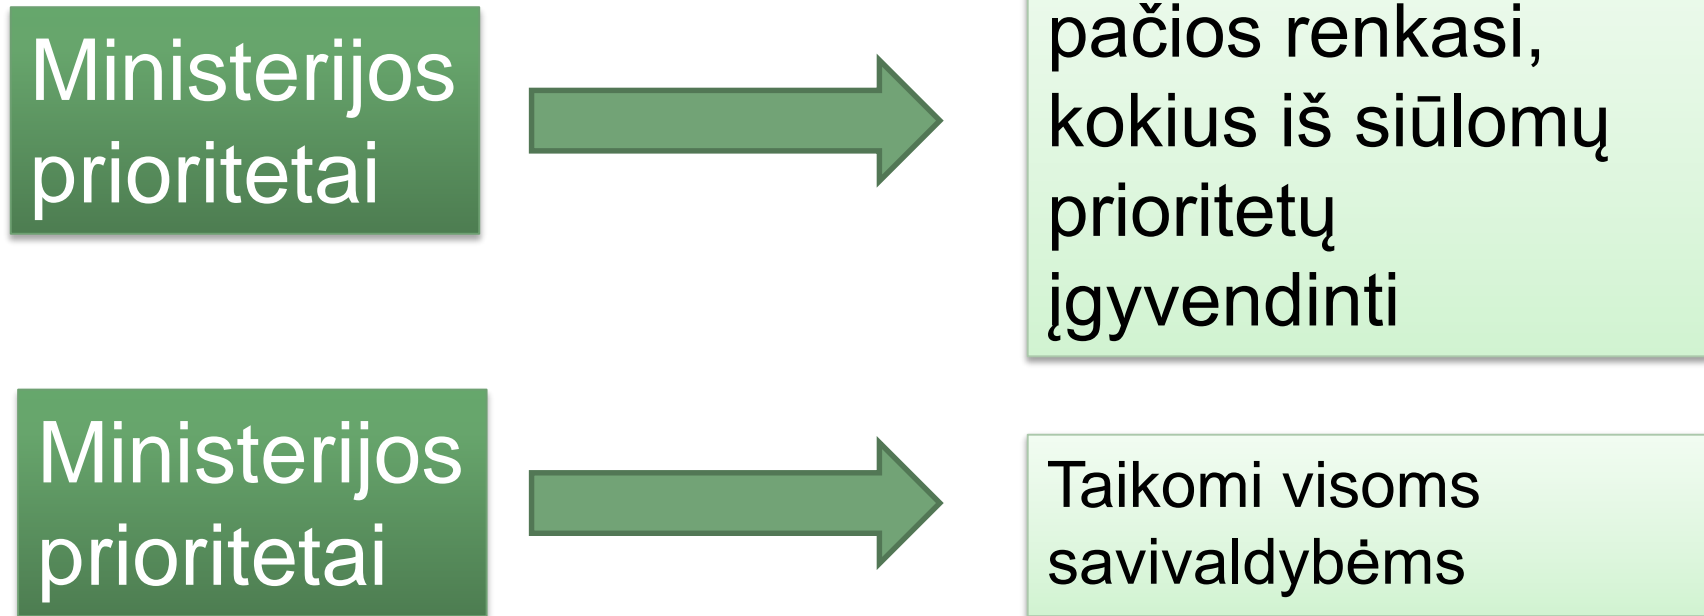 Ministerijos
prioritetai
pačios renkasi,
kokius iš siūlomų
prioritetų
įgyvendinti
Ministerijos
prioritetai
Taikomi visoms
savivaldybėms